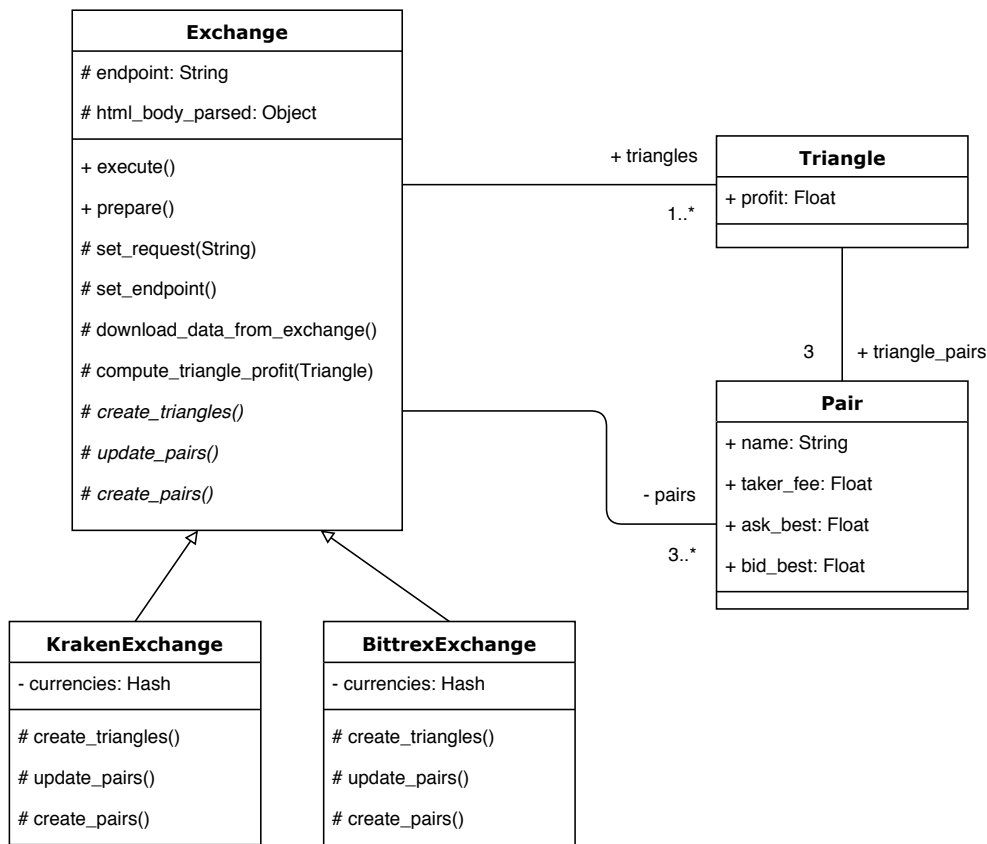 Exchange
# endpoint: String
# html_body_parsed: Object
+ execute()
+ prepare()
# set_request(String)
# set_endpoint()
# download_data_from_exchange()
# compute_triangle_profit(Triangle)
# create_triangles()
# update_pairs()
# create_pairs()
+ triangles
1..*
Triangle
+ profit: Float
3
+ triangle_pairs
- pairs
3..*
Pair
+ name: String
+ taker_fee: Float
+ ask_best: Float
+ bid_best: Float
KrakenExchange
- currencies: Hash
# create_triangles()
# update_pairs()
# create_pairs()
BittrexExchange
- currencies: Hash
# create_triangles()
# update_pairs()
# create_pairs()